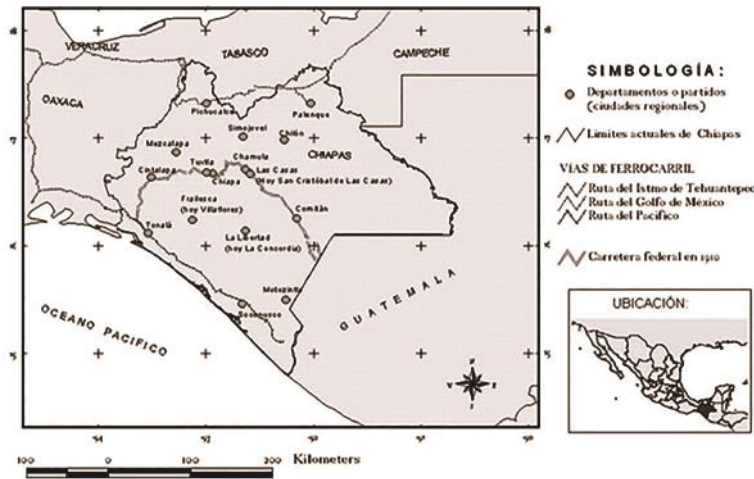 VERACRUZ
TABASCO
CAMPECHE
OAXACA
Pichucalco
Palenque
Simojovel
Chilón
Mezcalapa
CHIAPAS
Tuxtla
Chamula
Cintalapa
Chiapa
Las Casas
(Hoy San Cristóbal de Las Casas)
Frailesca
(hoy Villaflores)
Comitán
Tonalá
La Libertad
(hoy La Concordia)
Motozintla
Soconusco
GUATEMALA
OCEANO PACIFICO
SIMBOLOGÍA:
Departamentos o partidos
(ciudades regionales)
Limites actuales de Chiapas
VÍAS DE FERROCARRIL
Ruta del Istmo de Tehuantepec
Ruta del Golfo de México
Ruta del Pacifico
Carretera federal en 1910
UBICACIÓN:
100 0 100 200 Kilometers